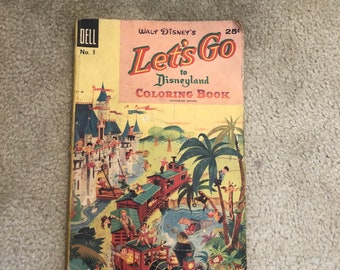 DELL
No. 1
WALT DISNEY'S
25¢
Let's Go
to
Disneyland
COLORING BOOK